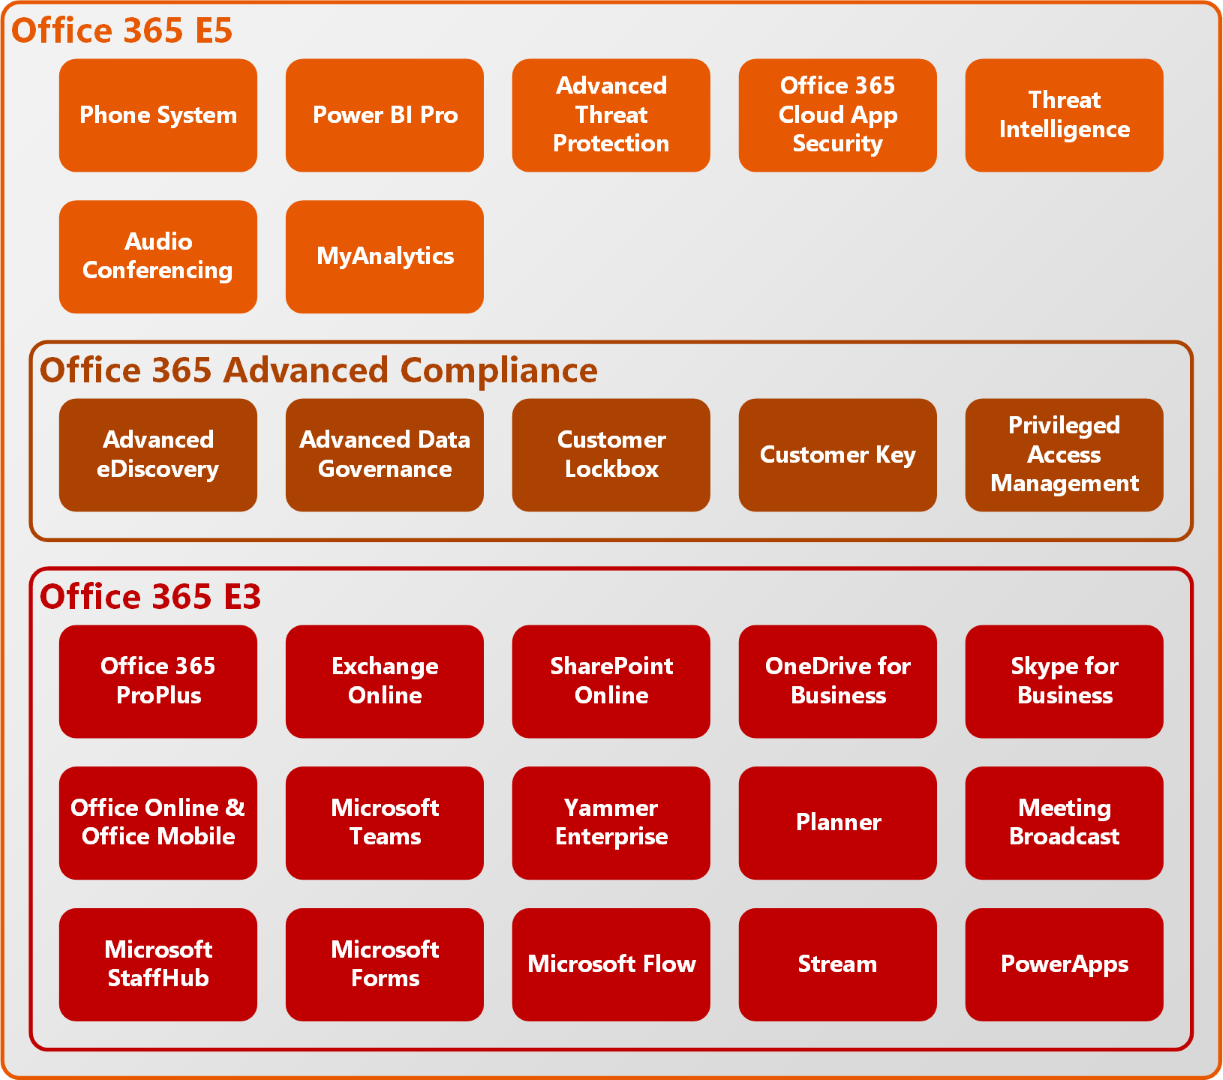 Office 365 E5
Phone System
Power BI Pro
Advanced
Threat
Protection
Office 365
Cloud App
Security
Threat
Intelligence
Audio
Conferencing
MyAnalytics
Office 365 Advanced Compliance
Advanced
eDiscovery
Advanced Data
Governance
Customer
Lockbox
Customer Key
Privileged
Access
Management
Office 365 E3
Office 365
ProPlus
Exchange
Online
SharePoint
Online
OneDrive for
Business
Skype for
Business
Office Online &
Office Mobile
Microsoft
Teams
Yammer
Enterprise
Planner
Meeting
Broadcast
Microsoft
StaffHub
Microsoft
Forms
Microsoft Flow
Stream
PowerApps